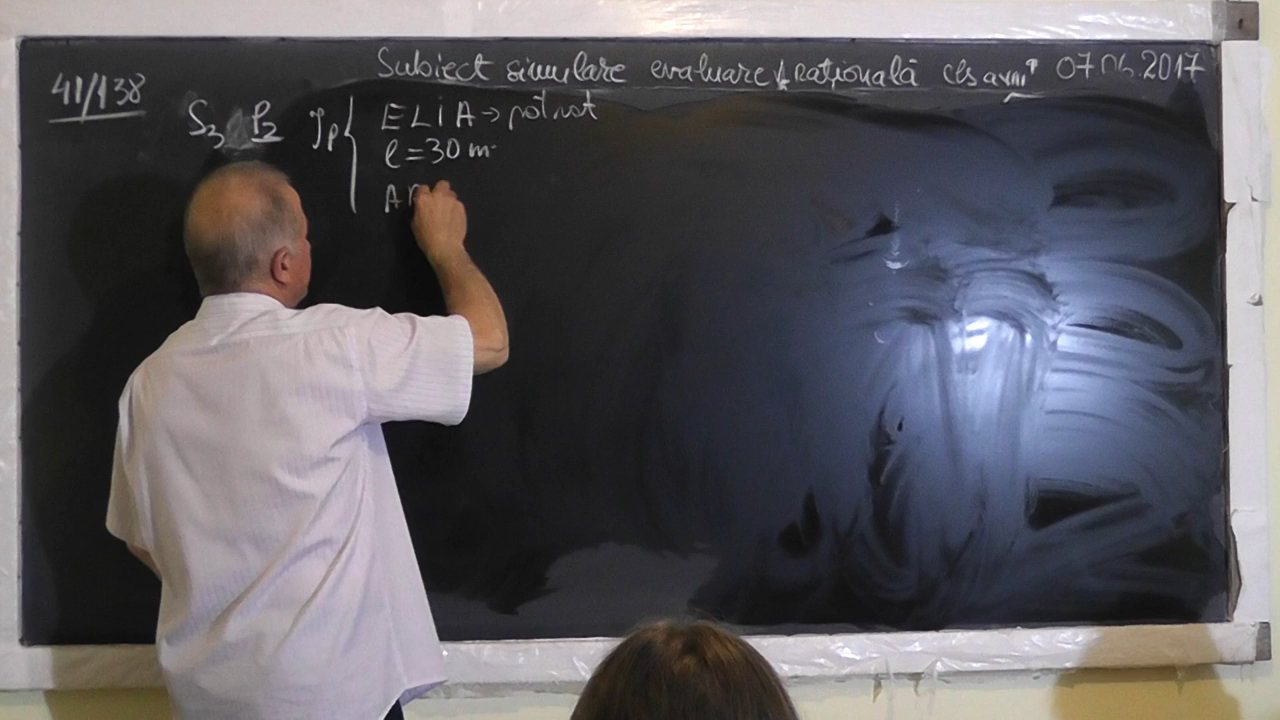 Subiect simulare evaluare națională cls a VIII-a 07.06.2017
41/138
S3 P2 Ip { ELIA → pătrat
l = 30 m
A